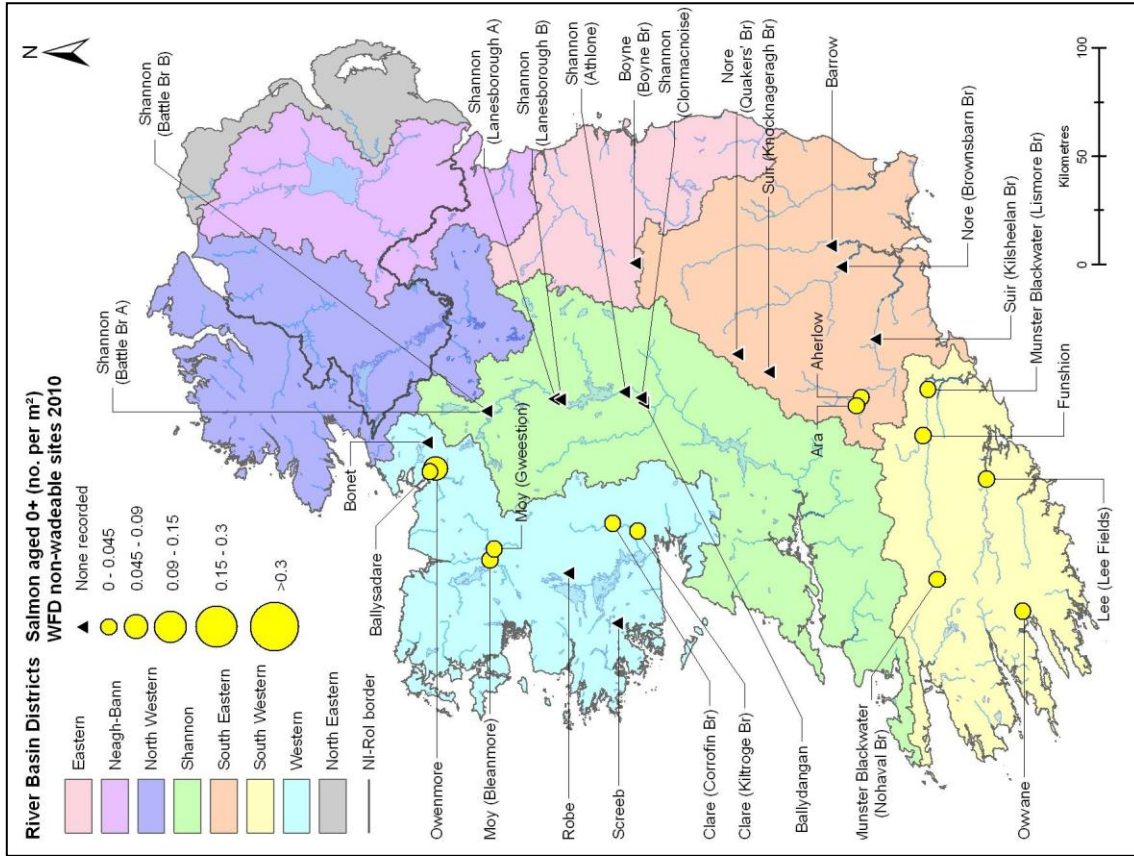 River Basin Districts
Eastern
Neagh-Bann
North Western
Shannon
South Eastern
South Western
Western
North Eastern
NI-RoI border
Salmon aged 0+ (no. per m²)
WFD non-wadeable sites 2010
None recorded
0 - 0.045
0.045 - 0.09
0.09 - 0.15
0.15 - 0.3
>0.3
N
Shannon
(Battle Br A)
Shannon
(Battle Br B)
Bonet
Ballysadare
Owenmore
Moy (Gweestion)
Moy (Bleanmore)
Robe
Screeb
Clare (Corrofin Br)
Clare (Kiltroge Br)
Ballydangan
Munster Blackwater
(Nohaval Br)
Owvane
Shannon
(Lanesborough A)
Shannon
(Lanesborough B)
Shannon
(Athlone)
Boyne
(Boyne Br)
Shannon
(Clonmacnoise)
Nore
(Quakers' Br)
Suir (Knocknageragh Br)
Barrow
Aherlow
Ara
Nore (Brownsbarn Br)
Suir (Kilsheelan Br)
Munster Blackwater (Lismore Br)
Funshion
Lee (Lee Fields)
0
50
100
Kilometres